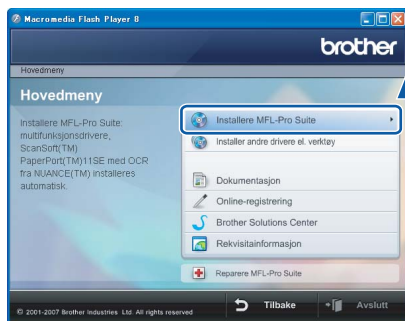 Macromedia Flash Player 8
brother
Hovedmeny
Hovedmeny
Installere MFL-Pro Suite:
multifunksjonsdrivere,
ScanSoft(TM)
PaperPort(TM)11SE med OCR
fra NUANCE(TM) installeres
automatisk.
Installere MFL-Pro Suite
Installer andre drivere el. verktøy
Dokumentasjon
Online-registrering
Brother Solutions Center
Rekvisitainformasjon
Reparere MFL-Pro Suite
© 2001-2007 Brother Industries Ltd. All rights reserved
Tilbake
Avslutt